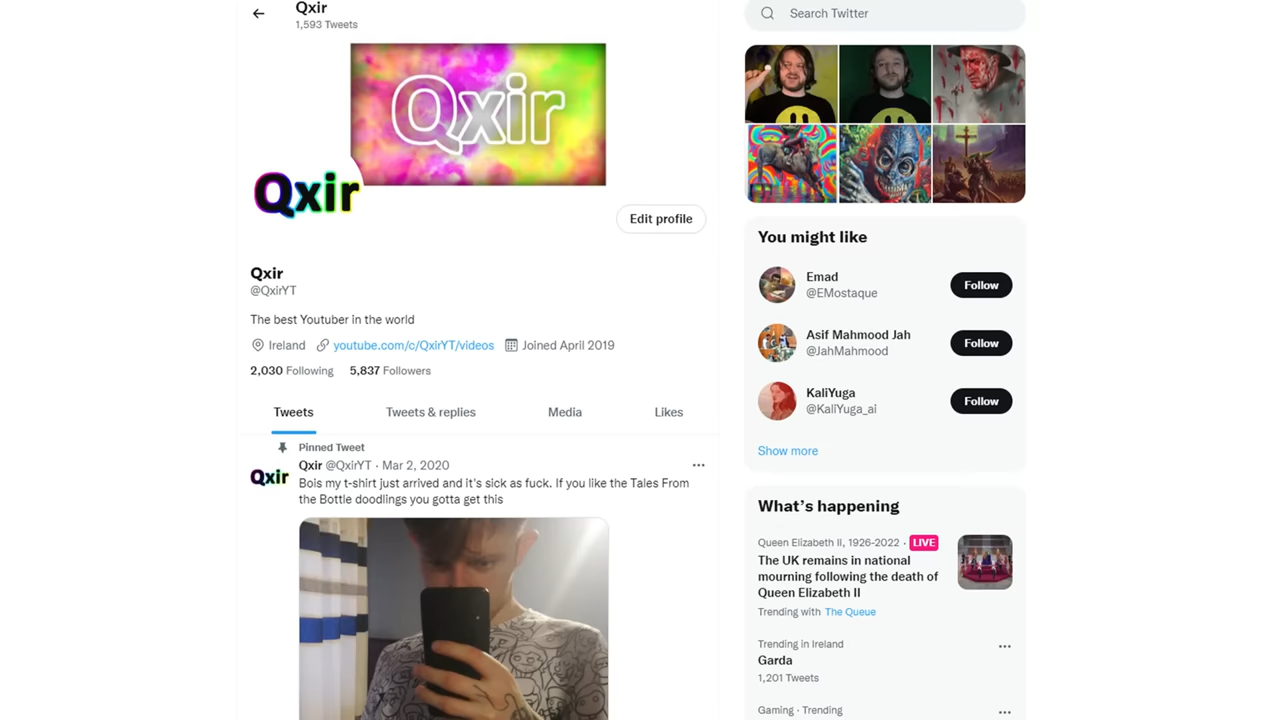 Qxir
1,593 Tweets
Qxir
Qxir
Edit profile
Qxir
@QxirYT
The best Youtuber in the world
Ireland youtube.com/c/QxirYT/videos Joined April 2019
2,030 Following 5,837 Followers
Tweets Tweets & replies Media Likes
Pinned Tweet
Qxir
Qxir @QxirYT · Mar 2, 2020
Bois my t-shirt just arrived and it's sick as fuck. If you like the Tales From
the Bottle doodlings you gotta get this
Search Twitter
You might like
Emad
@EMostaque
Follow
Asif Mahmood Jah
@JahMahmood
Follow
KaliYuga
@KaliYuga_ai
Follow
Show more
What's happening
Queen Elizabeth II, 1926-2022 · LIVE
The UK remains in national
mourning following the death of
Queen Elizabeth II
Trending with The Queue
Trending in Ireland
Garda
1,201 Tweets
Gaming · Trending